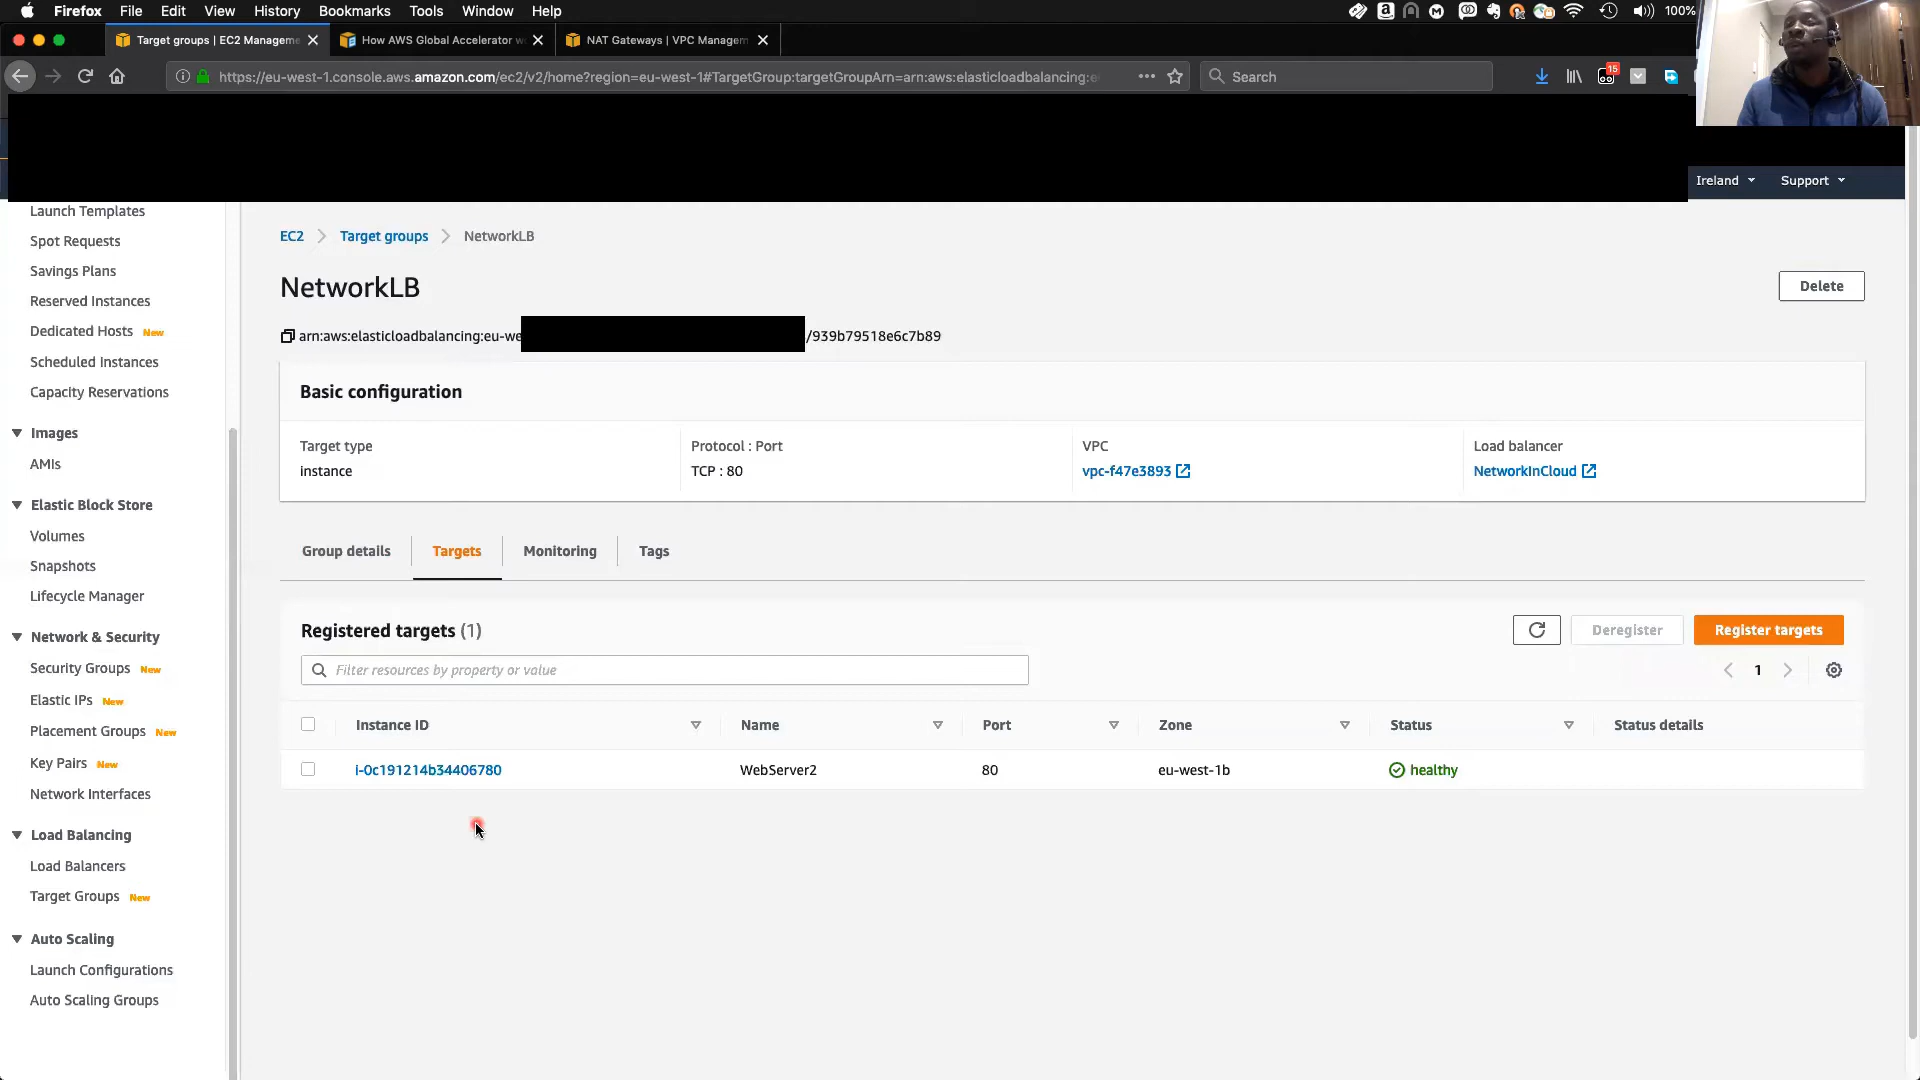 Firefox File Edit View History Bookmarks Tools Window Help 100%
Target groups | EC2 Manageme
How AWS Global Accelerator w
NAT Gateways | VPC Managem
https://eu-west-1.console.aws.amazon.com/ec2/v2/home?region=eu-west-1#TargetGroup:targetGroupArn=arn:aws:elasticloadbalancing:e
Search
15
Ireland Support
Launch Templates
Spot Requests
Savings Plans
Reserved Instances
Dedicated Hosts New
Scheduled Instances
Capacity Reservations
Images
AMIs
Elastic Block Store
Volumes
Snapshots
Lifecycle Manager
Network & Security
Security Groups New
Elastic IPs New
Placement Groups New
Key Pairs New
Network Interfaces
Load Balancing
Load Balancers
Target Groups New
Auto Scaling
Launch Configurations
Auto Scaling Groups
EC2 Target groups NetworkLB
NetworkLB
Delete
arn:aws:elasticloadbalancing:eu-we /939b79518e6c7b89
Basic configuration
Target type Protocol : Port VPC Load balancer
instance TCP : 80 vpc-f47e3893 NetworkInCloud
Group details Targets Monitoring Tags
Registered targets (1)
Deregister Register targets
Filter resources by property or value
1
Instance ID Name Port Zone Status Status details
i-0c191214b34406780 WebServer2 80 eu-west-1b healthy